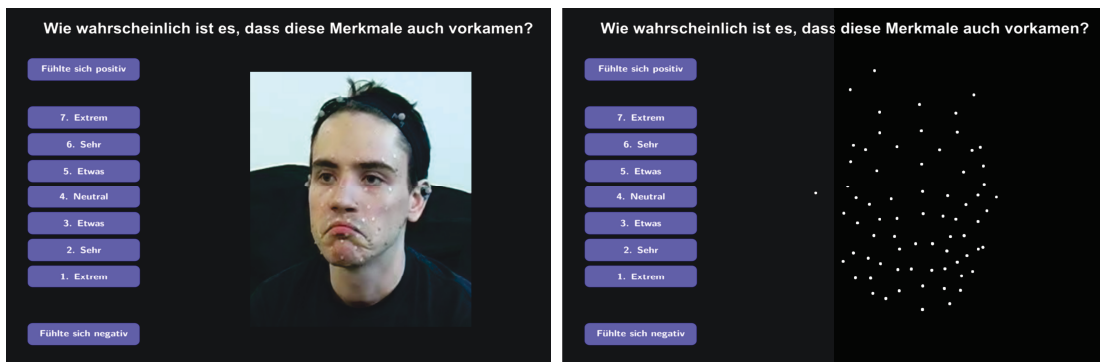 Wie wahrscheinlich ist es, dass diese Merkmale auch vorkamen?
Fühlte sich positiv
7. Extrem
6. Sehr
5. Etwas
4. Neutral
3. Etwas
2. Sehr
1. Extrem
Fühlte sich negativ
Wie wahrscheinlich ist es, dass diese Merkmale auch vorkamen?
Fühlte sich positiv
7. Extrem
6. Sehr
5. Etwas
4. Neutral
3. Etwas
2. Sehr
1. Extrem
Fühlte sich negativ